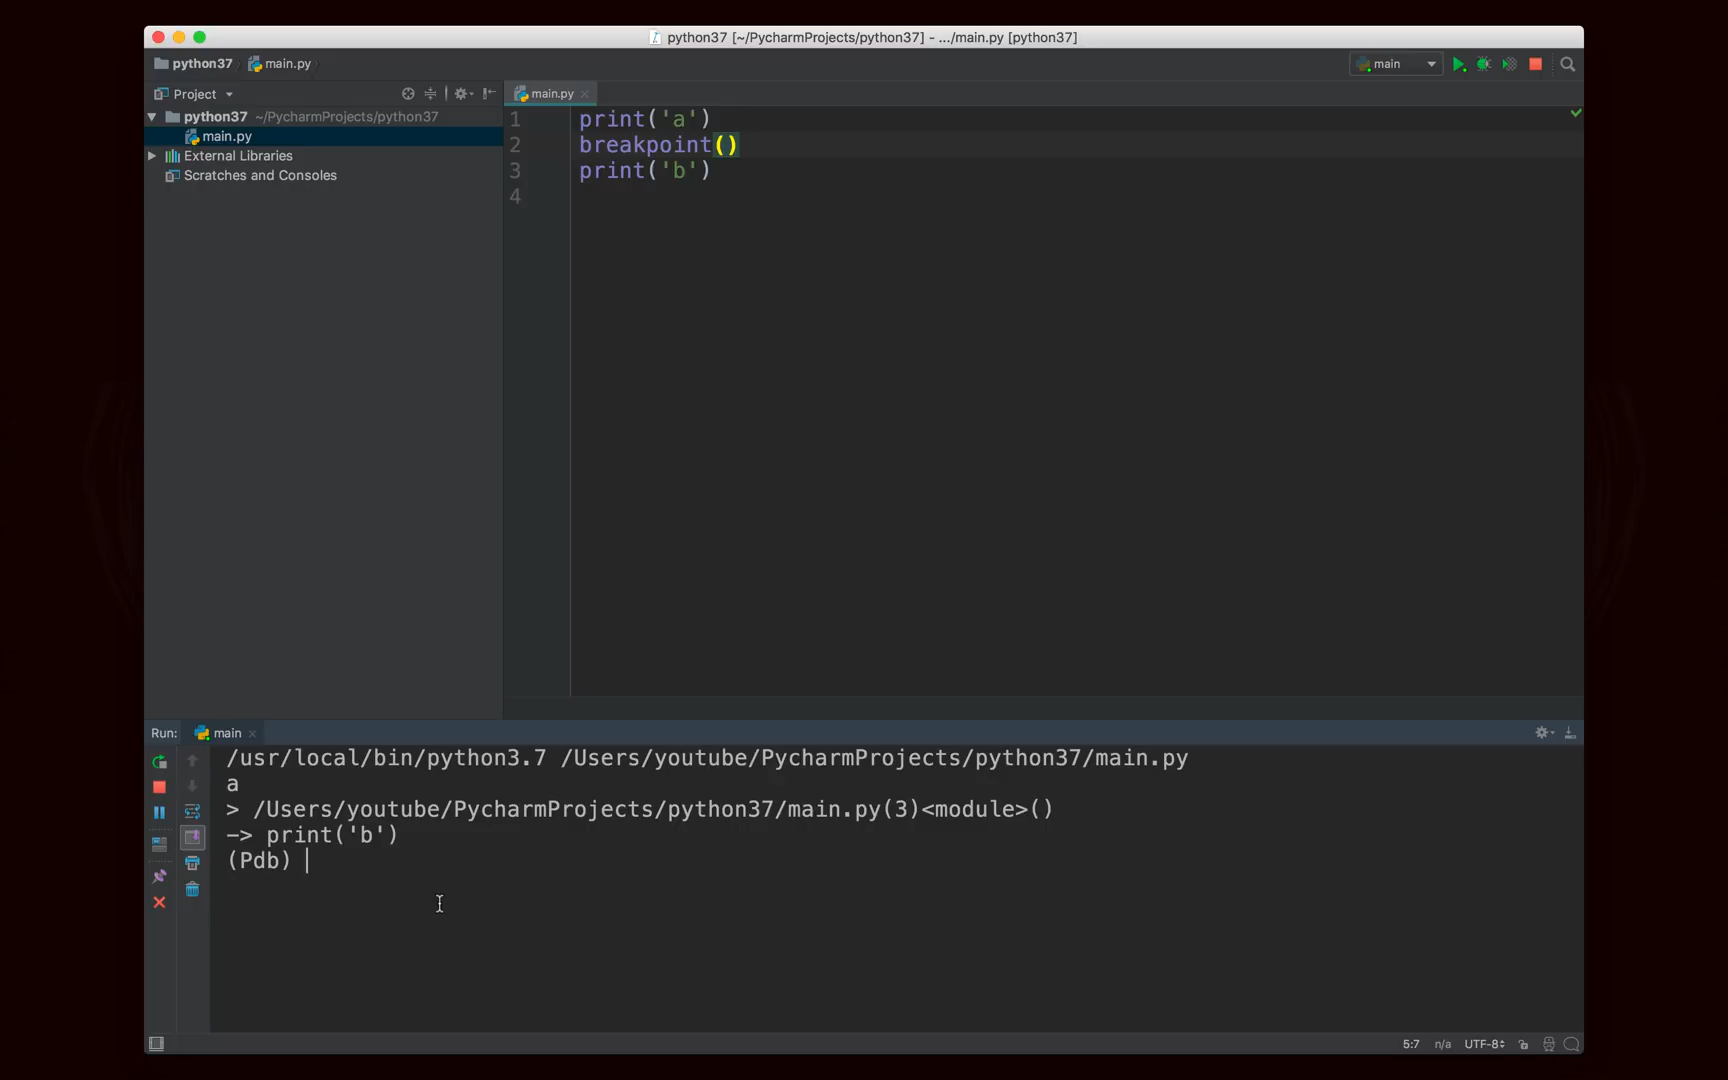 python37 [~/PycharmProjects/python37] - .../main.py [python37]
python37 main.py main
Project main.py
python37 ~/PycharmProjects/python37
main.py
External Libraries
Scratches and Consoles
1 print('a')
2 breakpoint()
3 print('b')
4
Run: main
/usr/local/bin/python3.7 /Users/youtube/PycharmProjects/python37/main.py
a
> /Users/youtube/PycharmProjects/python37/main.py(3)<module>()
-> print('b')
(Pdb)
5:7 n/a UTF-8